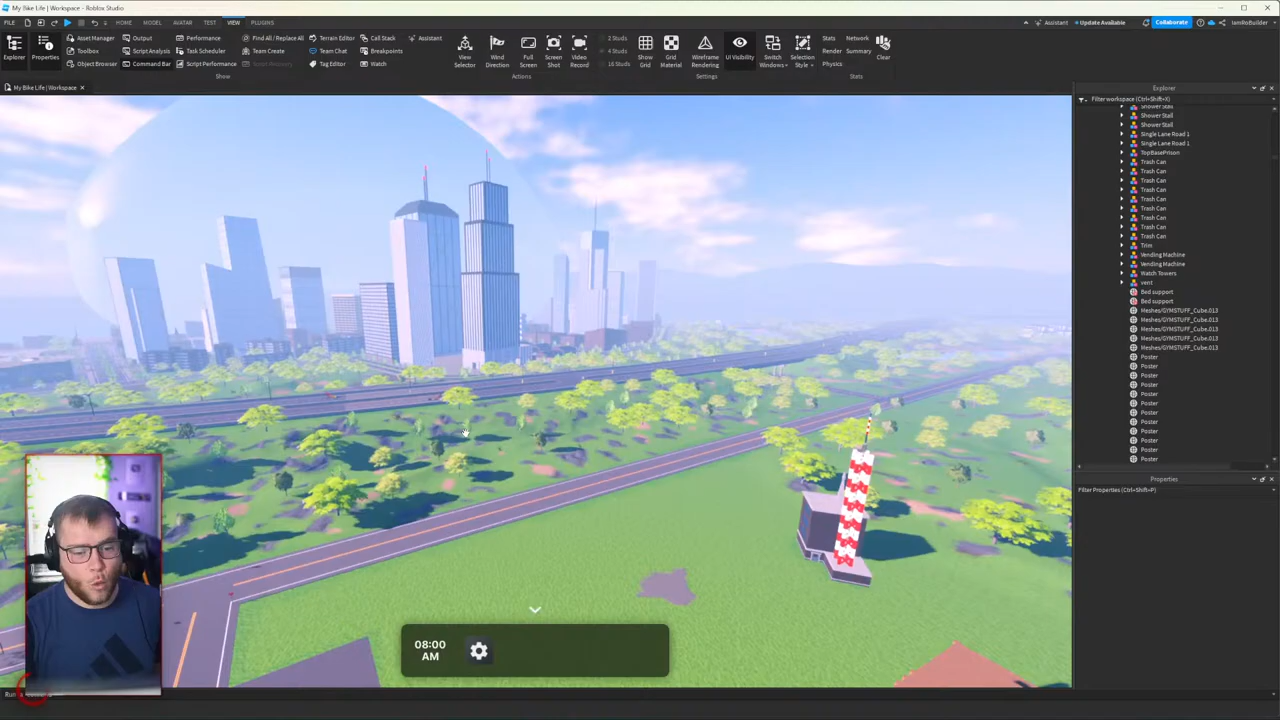 My Bike Life | Workspace - Roblox Studio
FILE HOME MODEL AVATAR TEST VIEW PLUGINS Assistant Update Available Collaborate IamRoBuilder
Explorer
Properties
Asset Manager
Toolbox
Object Browser
Output
Script Analysis
Command Bar
Performance
Task Scheduler
Script Performance
Find All / Replace All
Team Create
Terrain Editor
Team Chat
Tag Editor
Call Stack
Breakpoints
Watch
Assistant
Show
View Selector
Wind Direction
Full Screen
Screen Shot
Video Record
Actions
2 Studs
4 Studs
16 Studs
Show Grid
Grid Material
Wireframe Rendering
UI Visibility
Switch Windows
Selection Style
Settings
Stats
Render
Physics
Network
Summary
Clear
Stats
My Bike Life | Workspace
Explorer
Filter workspace (Ctrl+Shift+X)
Shower Stall
Shower Stall
Shower Stall
Single Lane Road 1
Single Lane Road 1
TopBasePrison
Trash Can
Trash Can
Trash Can
Trash Can
Trash Can
Trash Can
Trash Can
Trash Can
Trash Can
Trim
Vending Machine
Vending Machine
Watch Towers
vent
Bed support
Bed support
Meshes/GYMSTUFF_Cube.013
Meshes/GYMSTUFF_Cube.013
Meshes/GYMSTUFF_Cube.013
Meshes/GYMSTUFF_Cube.013
Meshes/GYMSTUFF_Cube.013
Poster
Poster
Poster
Poster
Poster
Poster
Poster
Poster
Poster
Poster
Poster
Poster
Properties
Filter Properties (Ctrl+Shift+P)
08:00
AM